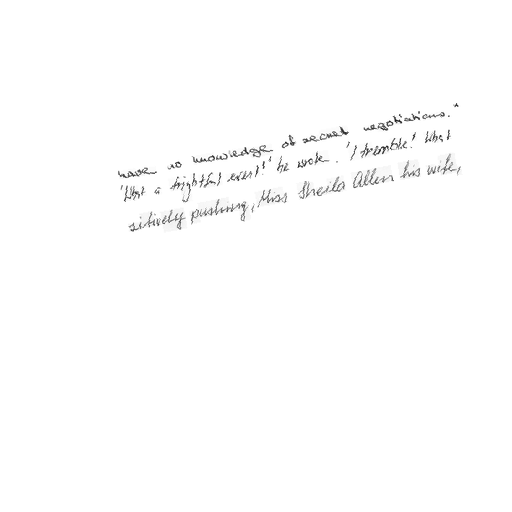 have no knowledge of secret negotiations."
'What a frightful event!' he wrote. 'I tremble! What
sitively pushing, Miss Sheila Allen his wife,